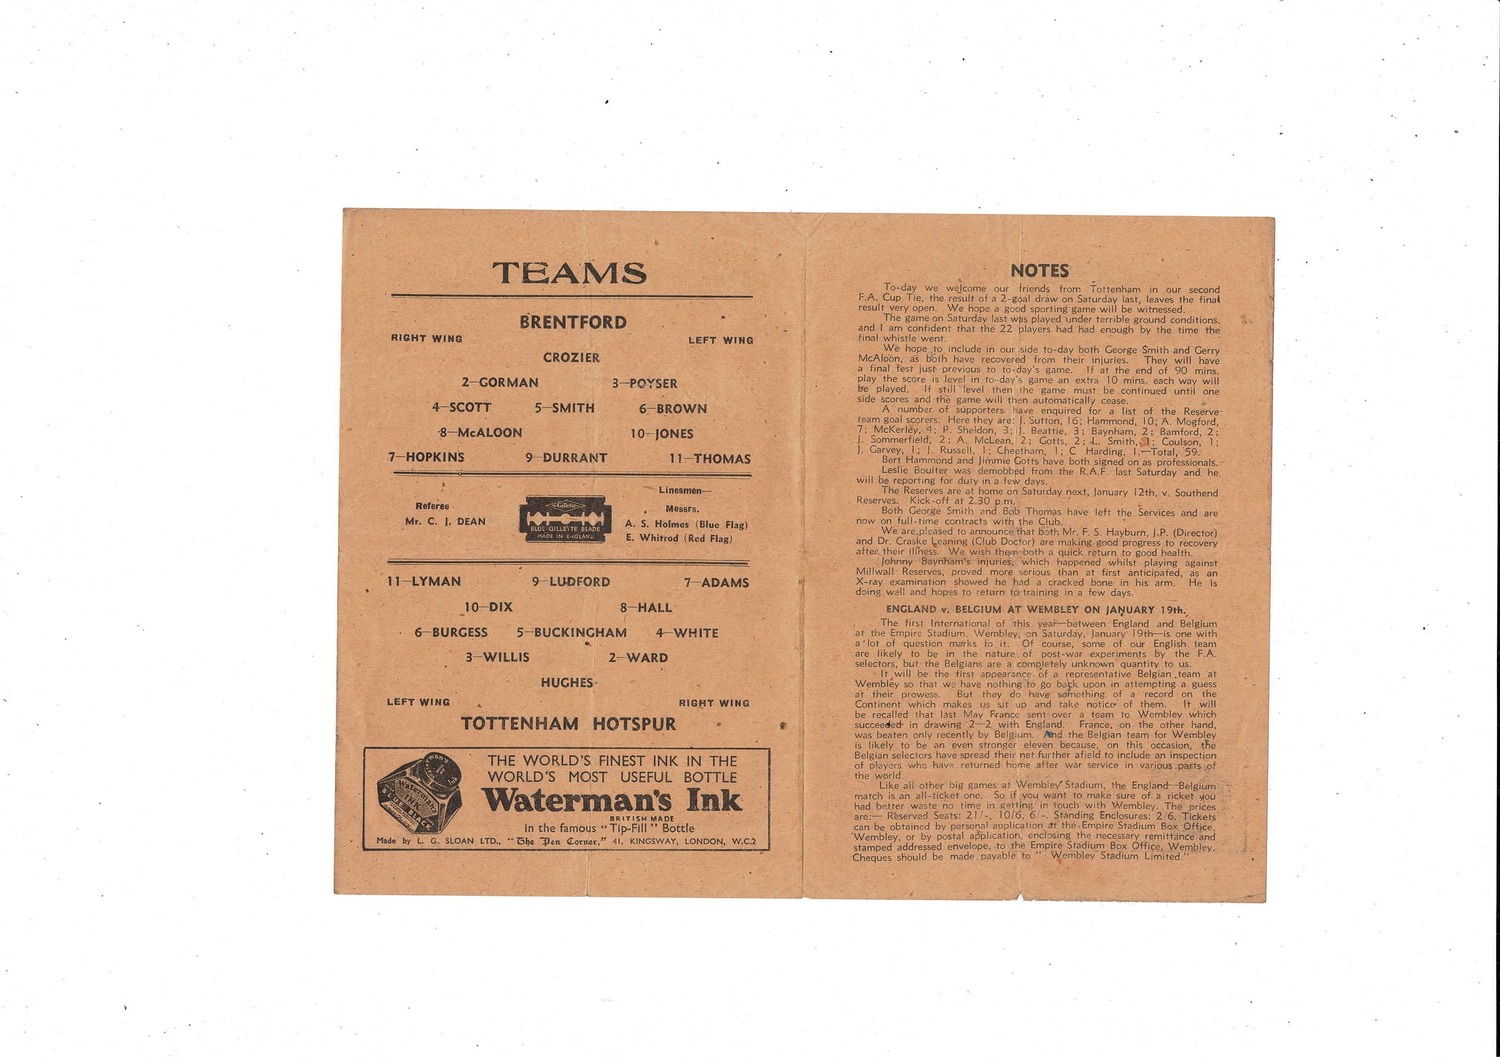 TEAMS
BRENTFORD
RIGHT WING LEFT WING
CROZIER
2—GORMAN 3—POYSER
4—SCOTT 5—SMITH 6—BROWN
8—McALOON 10—JONES
7—HOPKINS 9—DURRANT 11—THOMAS
Referee
Mr. C. J. DEAN
Gillette
BLUE GILLETTE BLADE
MADE IN ENGLAND
Linesmen—
Messrs.
A. S. Holmes (Blue Flag)
E. Whitrod (Red Flag)
11—LYMAN 9—LUDFORD 7—ADAMS
10—DIX 8—HALL
6—BURGESS 5—BUCKINGHAM 4—WHITE
3—WILLIS 2—WARD
HUGHES
LEFT WING RIGHT WING
TOTTENHAM HOTSPUR
THE WORLD'S FINEST INK IN THE
WORLD'S MOST USEFUL BOTTLE
Waterman's Ink
BRITISH MADE
in the famous "Tip-Fill" Bottle
Made by L. G. SLOAN LTD., "The Pen Corner," 41, KINGSWAY, LONDON, W.C.2
NOTES
To-day we welcome our friends from Tottenham in our second
F.A. Cup Tie, the result of a 2-goal draw on Saturday last, leaves the final
result very open. We hope a good sporting game will be witnessed.
The game on Saturday last was played under terrible ground conditions,
and I am confident that the 22 players had had enough by the time the
final whistle went.
We hope to include in our side to-day both George Smith and Gerry
McAloon, as both have recovered from their injuries. They will have
a final test just previous to to-day's game. If at the end of 90 mins.
play the score is level in to-day's game an extra 10 mins. each way will
be played. If still level then the game must be continued until one
side scores and the game will then automatically cease.
A number of supporters have enquired for a list of the Reserve
team goal scorers. Here they are: J. Sutton, 16; Hammond, 10; A. Mogford,
7; McKerley, 4; P. Sheldon, 3; J. Beattie, 3; Baynham, 2; Bamford, 2;
J. Sommerfield, 2; A. McLean, 2; Gotts, 2; L. Smith, 1; Coulson, 1;
J. Garvey, 1; J. Russell, 1; Cheetham, 1; C Harding, 1.—Total, 59.
Bert Hammond and Jimmie Gotts have both signed on as professionals.
Leslie Boulter was demobbed from the R.A.F. last Saturday and he
will be reporting for duty in a few days.
The Reserves are at home on Saturday next, January 12th, v. Southend
Reserves. Kick-off at 2.30 p.m.
Both George Smith and Bob Thomas have left the Services and are
now on full-time contracts with the Club.
We are pleased to announce that both Mr. F. S. Hayburn, J.P. (Director)
and Dr. Craske Leaning (Club Doctor) are making good progress to recovery
after their illness. We wish them both a quick return to good health.
Johnny Baynham's injuries, which happened whilst playing against
Millwall Reserves, proved more serious than at first anticipated, as an
X-ray examination showed he had a cracked bone in his arm. He is
doing well and hopes to return to training in a few days.
ENGLAND v. BELGIUM AT WEMBLEY ON JANUARY 19th.
The first International of this year—between England and Belgium
at the Empire Stadium, Wembley, on Saturday, January 19th—is one with
a lot of question marks to it. Of course, some of our English team
are likely to be in the nature of post-war experiments by the F.A.
selectors, but the Belgians are a completely unknown quantity to us.
It will be the first appearance of a representative Belgian team at
Wembley so that we have nothing to go back upon in attempting a guess
at their prowess. But they do have something of a record on the
Continent which makes us sit up and take notice of them. It will
be recalled that last May France sent over a team to Wembley which
succeeded in drawing 2—2 with England. France, on the other hand,
was beaten only recently by Belgium. And the Belgian team for Wembley
is likely to be an even stronger eleven because, on this occasion, the
Belgian selectors have spread their net further afield to include an inspection
of players who have returned home after war service in various parts of
the world.
Like all other big games at Wembley Stadium, the England—Belgium
match is an all-ticket one. So if you want to make sure of a ticket you
had better waste no time in getting in touch with Wembley. The prices
are:— Reserved Seats: 21/-, 10/6, 6/-. Standing Enclosures: 2/6. Tickets
can be obtained by personal application at the Empire Stadium Box Office,
Wembley, or by postal application, enclosing the necessary remittance and
stamped addressed envelope, to the Empire Stadium Box Office, Wembley.
Cheques should be made payable to " Wembley Stadium Limited."